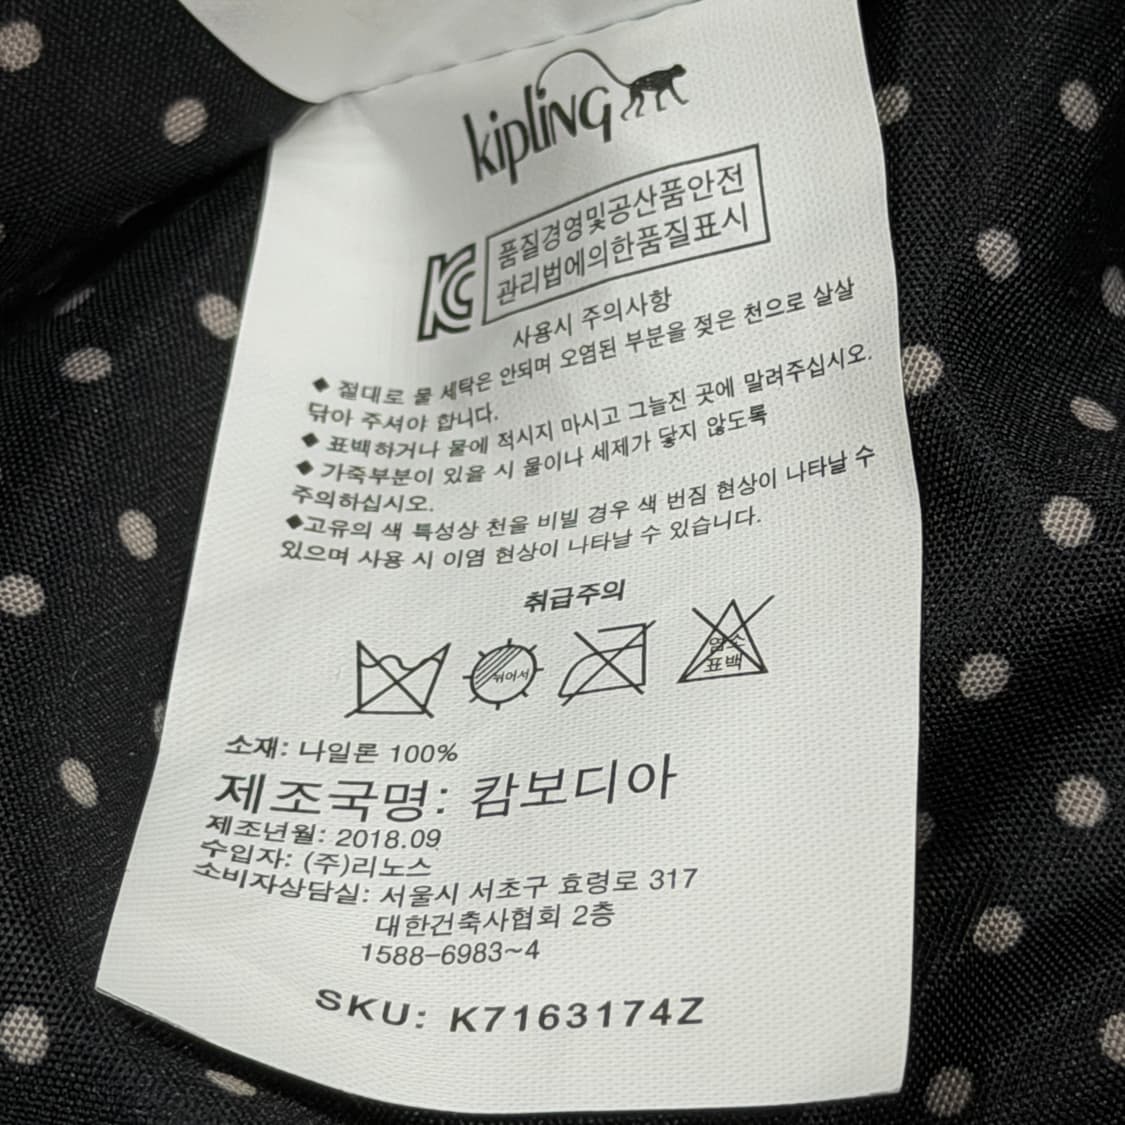 kipling
KC
품질경영및공산품안전
관리법에의한품질표시
사용시 주의사항
◆ 절대로 물 세탁은 안되며 오염된 부분을 젖은 천으로 살살
닦아 주셔야 합니다.
◆ 표백하거나 물에 적시지 마시고 그늘진 곳에 말려주십시오.
◆ 가죽부분이 있을 시 물이나 세제가 닿지 않도록
주의하십시오.
◆고유의 색 특성상 천을 비빌 경우 색 번짐 현상이 나타날 수
있으며 사용 시 이염 현상이 나타날 수 있습니다.
취급주의
뉘어서
염소
표백
소재: 나일론 100%
제조국명: 캄보디아
제조년월: 2018.09
수입자: (주)리노스
소비자상담실: 서울시 서초구 효령로 317
대한건축사협회 2층
1588-6983~4
SKU: K7163174Z